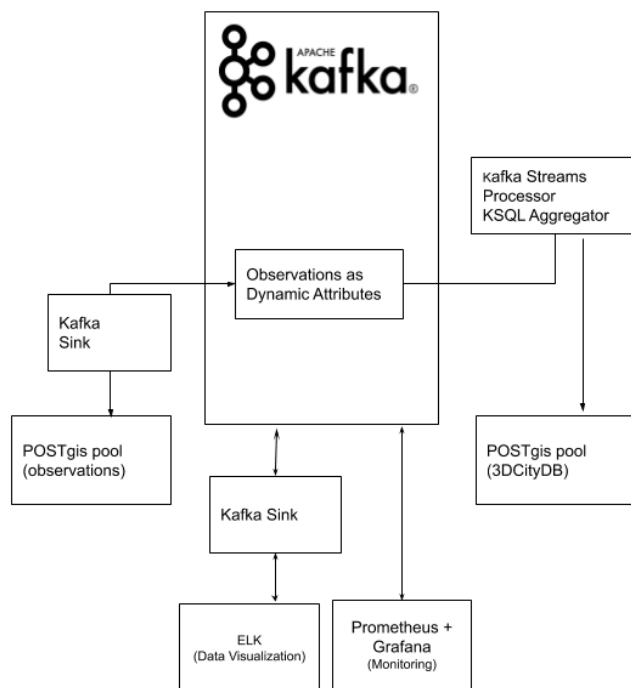 APACHE
kafka®
Kafka Streams
Processor
KSQL Aggregator
Observations as
Dynamic Attributes
Kafka
Sink
POSTgis pool
(observations)
POSTgis pool
(3DCityDB)
Kafka Sink
ELK
(Data Visualization)
Prometheus +
Grafana
(Monitoring)